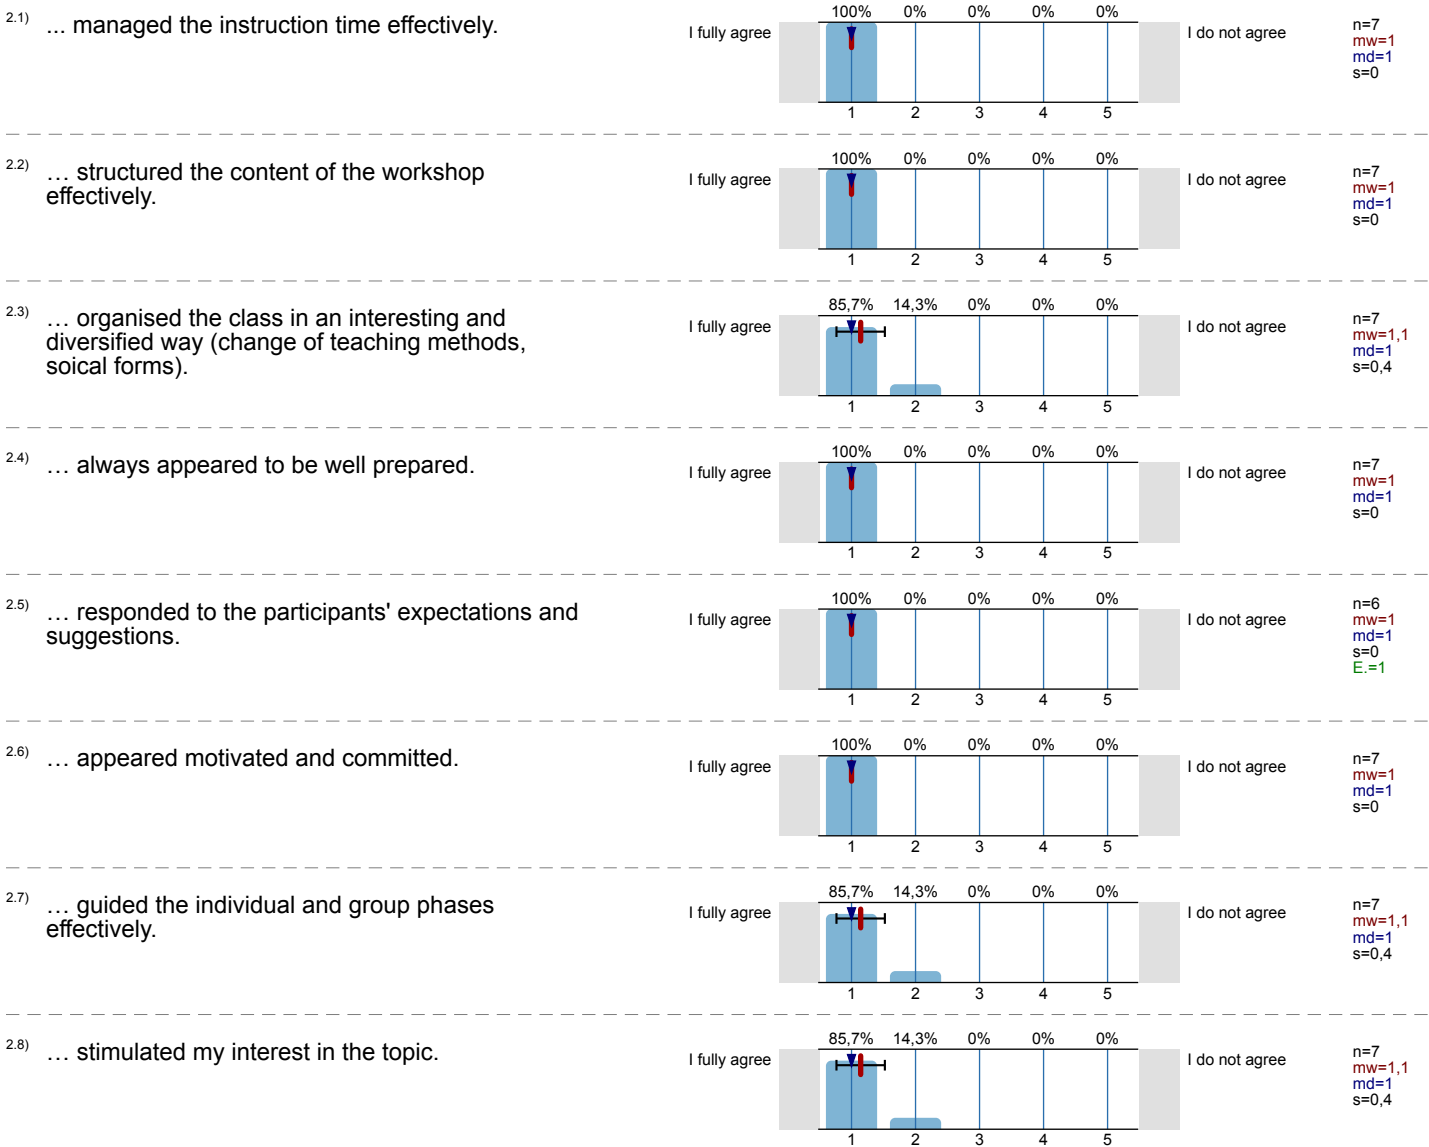 2.1) ... managed the instruction time effectively.
I fully agree
100% 0% 0% 0% 0%
1 2 3 4 5
I do not agree
n=7
mw=1
md=1
s=0
2.2) … structured the content of the workshop
effectively.
I fully agree
100% 0% 0% 0% 0%
1 2 3 4 5
I do not agree
n=7
mw=1
md=1
s=0
2.3) … organised the class in an interesting and
diversified way (change of teaching methods,
soical forms).
I fully agree
85,7% 14,3% 0% 0% 0%
1 2 3 4 5
I do not agree
n=7
mw=1,1
md=1
s=0,4
2.4) … always appeared to be well prepared.
I fully agree
100% 0% 0% 0% 0%
1 2 3 4 5
I do not agree
n=7
mw=1
md=1
s=0
2.5) … responded to the participants' expectations and
suggestions.
I fully agree
100% 0% 0% 0% 0%
1 2 3 4 5
I do not agree
n=6
mw=1
md=1
s=0
E.=1
2.6) … appeared motivated and committed.
I fully agree
100% 0% 0% 0% 0%
1 2 3 4 5
I do not agree
n=7
mw=1
md=1
s=0
2.7) … guided the individual and group phases
effectively.
I fully agree
85,7% 14,3% 0% 0% 0%
1 2 3 4 5
I do not agree
n=7
mw=1,1
md=1
s=0,4
2.8) … stimulated my interest in the topic.
I fully agree
85,7% 14,3% 0% 0% 0%
1 2 3 4 5
I do not agree
n=7
mw=1,1
md=1
s=0,4